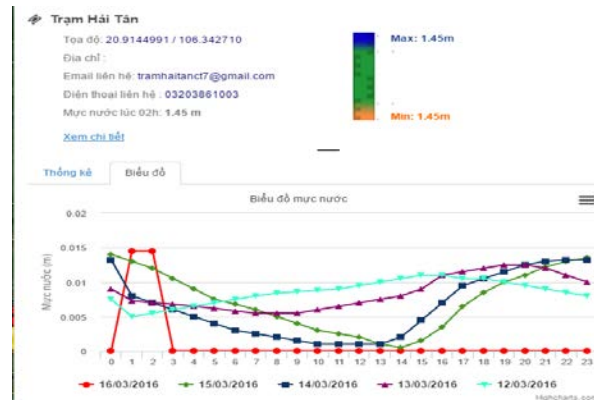 Trạm Hải Tân
Tọa độ: 20.9144991 / 106.342710
Địa chỉ :
Email liên hệ: tramhaitanct7@gmail.com
Điện thoại liên hệ : 03203861003
Mực nước lúc 02h: 1.45 m
Xem chi tiết
Max: 1.45m
Min: 1.45m
Thống kê Biểu đồ
Biểu đồ mực nước
Mực nước (m)
0.02
0.015
0.01
0.005
0
0 1 2 3 4 5 6 7 8 9 10 11 12 13 14 15 16 17 18 19 20 21 22 23
16/03/2016 15/03/2016 14/03/2016 13/03/2016 12/03/2016
Highcharts.com